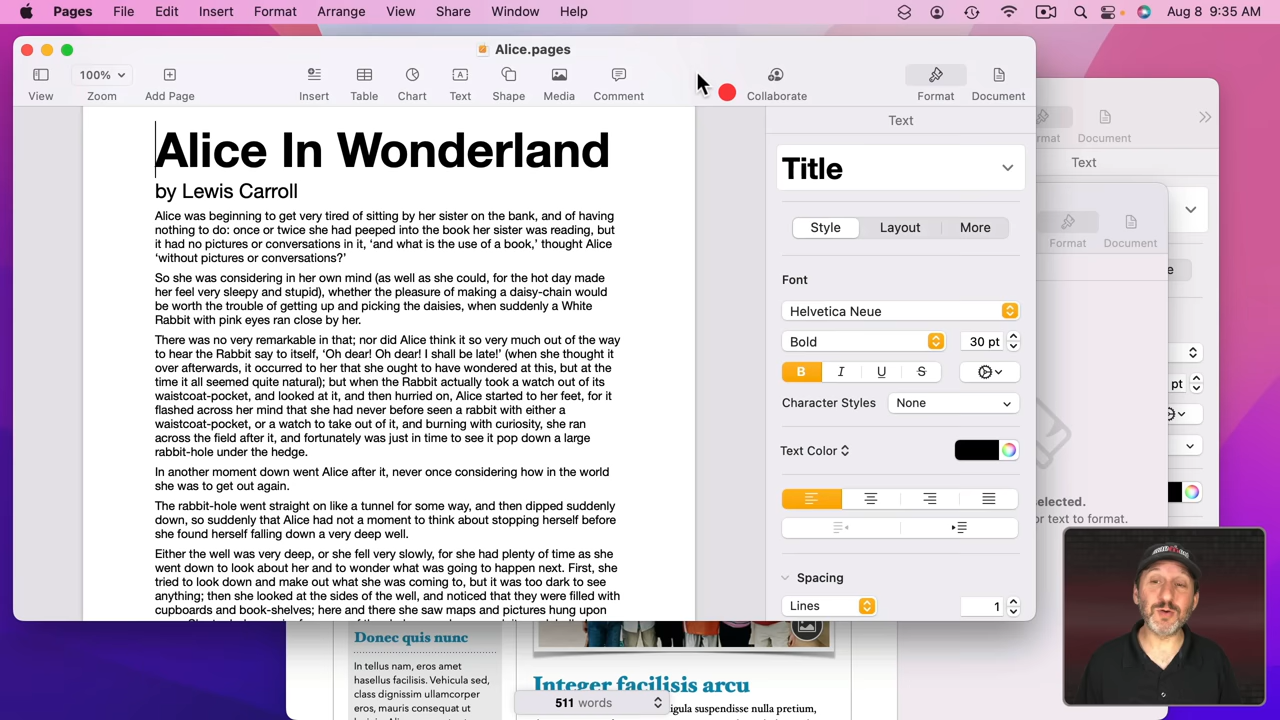 Pages File Edit Insert Format Arrange View Share Window Help Aug 8 9:35 AM
Alice.pages
100%
View Zoom Add Page Insert Table Chart Text Shape Media Comment Collaborate Format Document
Text
Title
Style Layout More
Font
Helvetica Neue
Bold 30 pt
B I U S
Character Styles None
Text Color
Spacing
Lines 1
Alice In Wonderland
by Lewis Carroll
Alice was beginning to get very tired of sitting by her sister on the bank, and of having
nothing to do: once or twice she had peeped into the book her sister was reading, but
it had no pictures or conversations in it, ‘and what is the use of a book,’ thought Alice
‘without pictures or conversations?’
So she was considering in her own mind (as well as she could, for the hot day made
her feel very sleepy and stupid), whether the pleasure of making a daisy-chain would
be worth the trouble of getting up and picking the daisies, when suddenly a White
Rabbit with pink eyes ran close by her.
There was no very remarkable in that; nor did Alice think it so very much out of the way
to hear the Rabbit say to itself, ‘Oh dear! Oh dear! I shall be late!’ (when she thought it
over afterwards, it occurred to her that she ought to have wondered at this, but at the
time it all seemed quite natural); but when the Rabbit actually took a watch out of its
waistcoat-pocket, and looked at it, and then hurried on, Alice started to her feet, for it
flashed across her mind that she had never before seen a rabbit with either a
waistcoat-pocket, or a watch to take out of it, and burning with curiosity, she ran
across the field after it, and fortunately was just in time to see it pop down a large
rabbit-hole under the hedge.
In another moment down went Alice after it, never once considering how in the world
she was to get out again.
The rabbit-hole went straight on like a tunnel for some way, and then dipped suddenly
down, so suddenly that Alice had not a moment to think about stopping herself before
she found herself falling down a very deep well.
Either the well was very deep, or she fell very slowly, for she had plenty of time as she
went down to look about her and to wonder what was going to happen next. First, she
tried to look down and make out what she was coming to, but it was too dark to see
anything; then she looked at the sides of the well, and noticed that they were filled with
cupboards and book-shelves; here and there she saw maps and pictures hung upon
Document
Text
Format Document
pt
or text to format.
Donec quis nunc
In tellus nam, eros amet
hasellus facilisis. Vehicula sed,
class dignissim ullamcorper
eros, mauris consequat ut
Integer facilisis arcu
igula suspendisse nulla pretium,
511 words